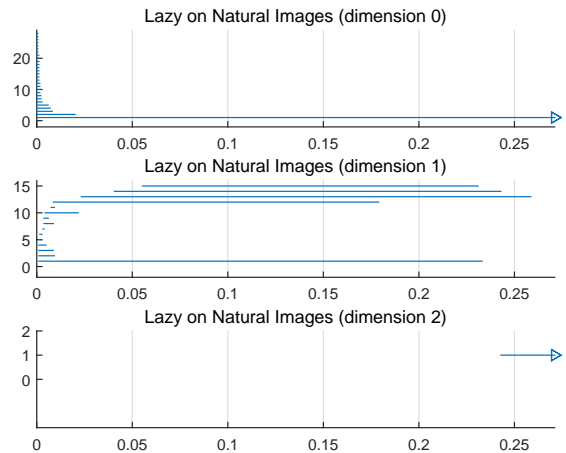 Lazy on Natural Images (dimension 0)
20
10
0
0 0.05 0.1 0.15 0.2 0.25
Lazy on Natural Images (dimension 1)
15
10
5
0
0 0.05 0.1 0.15 0.2 0.25
Lazy on Natural Images (dimension 2)
2
1
0
0 0.05 0.1 0.15 0.2 0.25